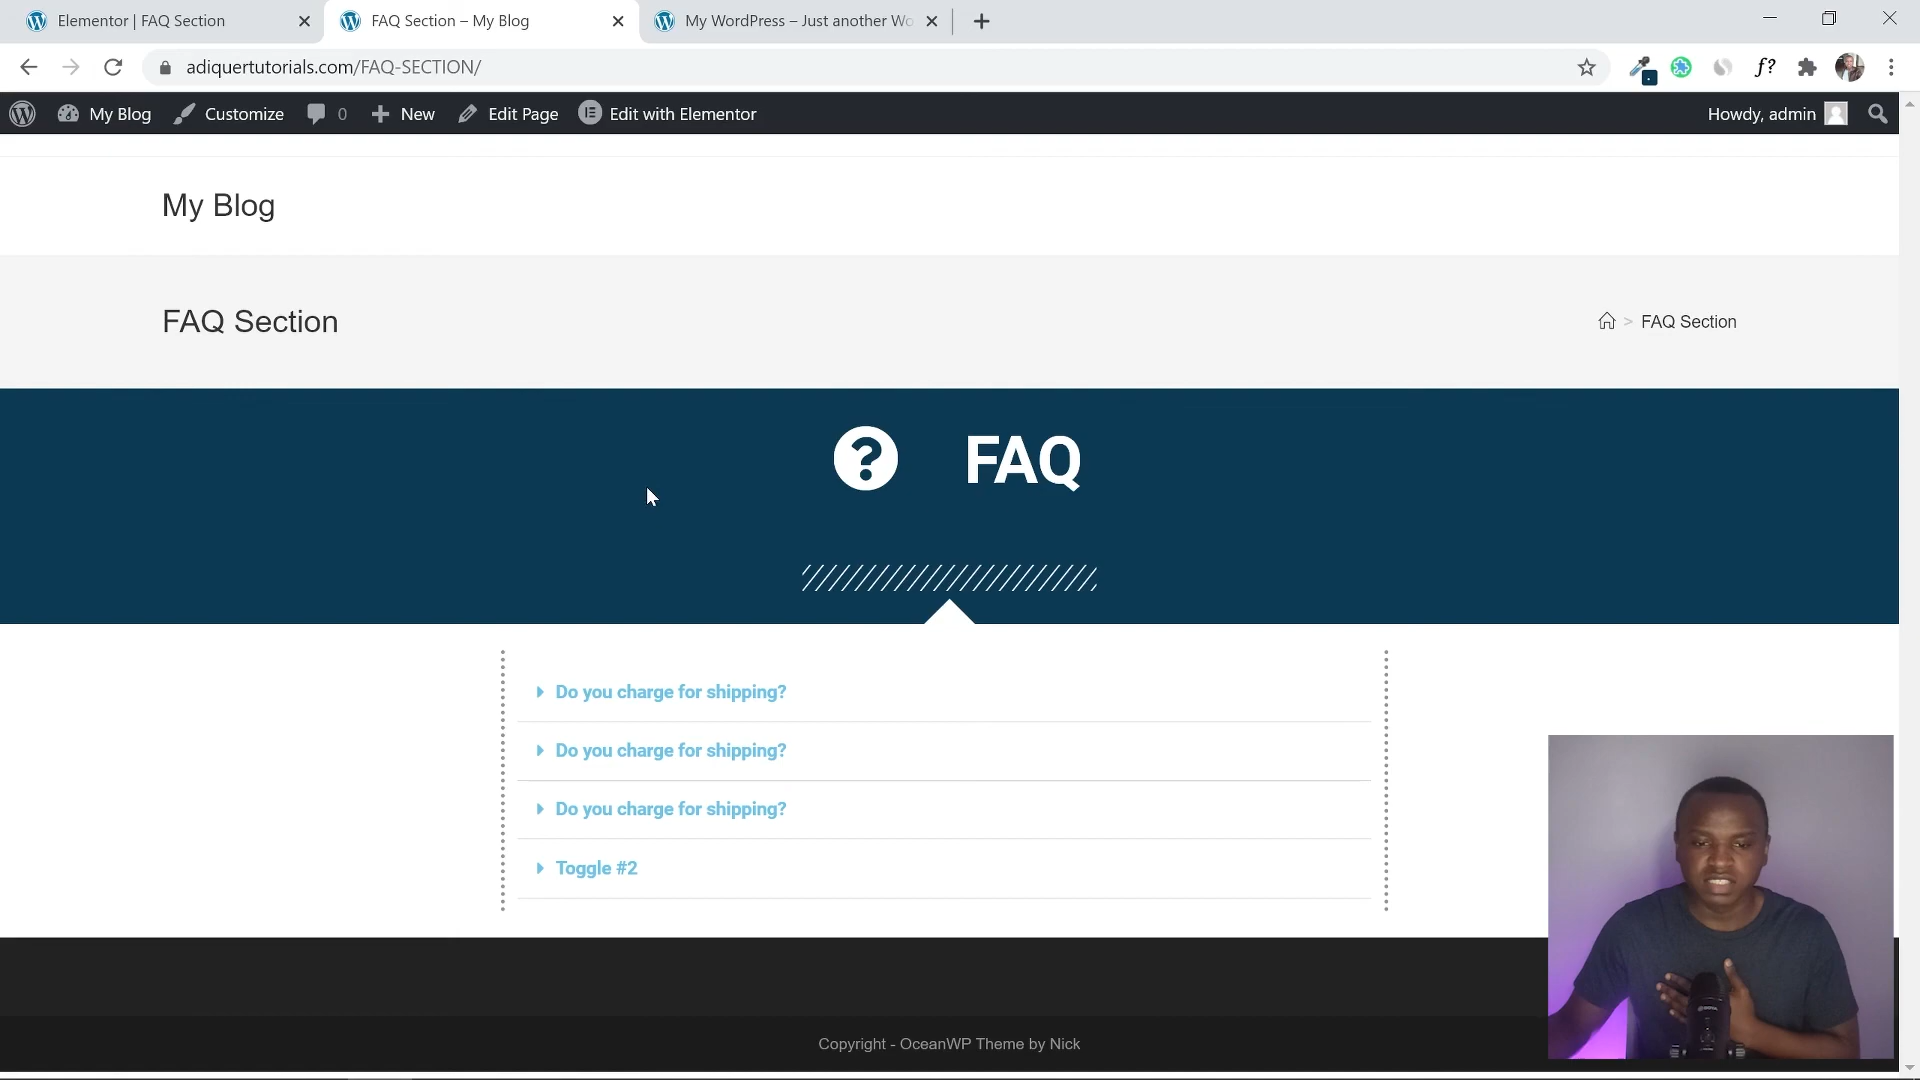 Elementor | FAQ Section
FAQ Section – My Blog
My WordPress – Just another Wo
adiquertutorials.com/FAQ-SECTION/
f?
My Blog
Customize
0
New
Edit Page
Edit with Elementor
Howdy, admin
My Blog
FAQ Section
> FAQ Section
? FAQ
Do you charge for shipping?
Do you charge for shipping?
Do you charge for shipping?
Toggle #2
Copyright - OceanWP Theme by Nick